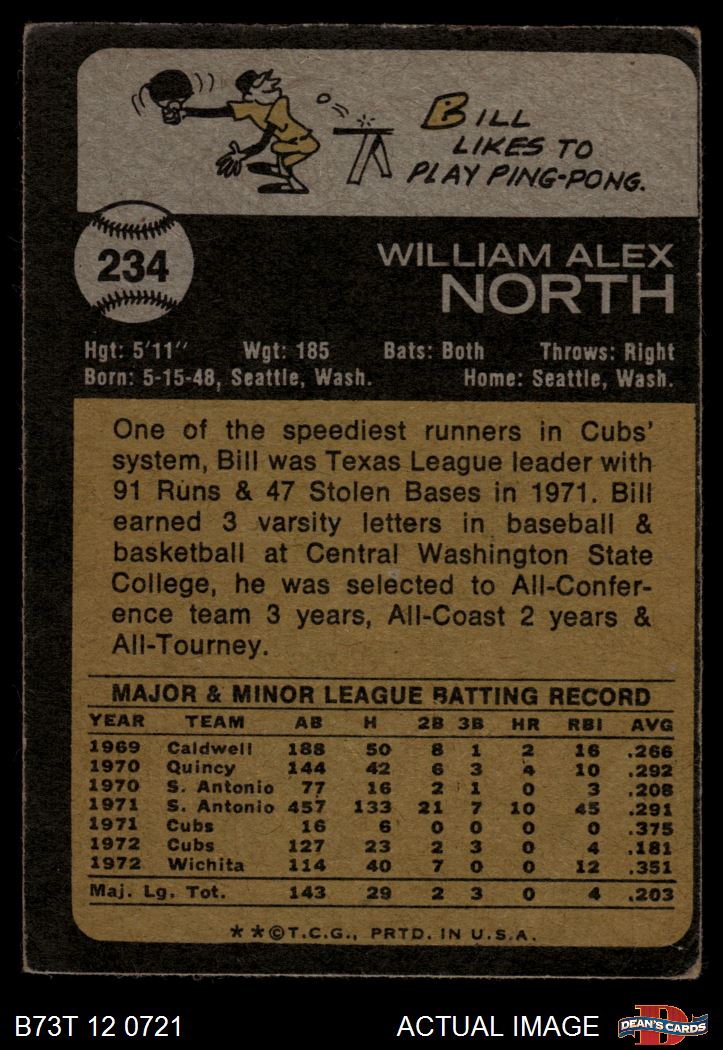 BILL
LIKES TO
PLAY PING-PONG.
234
WILLIAM ALEX
NORTH
Hgt: 5'11" Wgt: 185 Bats: Both Throws: Right
Born: 5-15-48, Seattle, Wash. Home: Seattle, Wash.
One of the speediest runners in Cubs'
system, Bill was Texas League leader with
91 Runs & 47 Stolen Bases in 1971. Bill
earned 3 varsity letters in baseball &
basketball at Central Washington State
College, he was selected to All-Confer-
ence team 3 years, All-Coast 2 years &
All-Tourney.
MAJOR & MINOR LEAGUE BATTING RECORD
YEAR TEAM AB H 2B 3B HR RBI AVG
1969 Caldwell 188 50 8 1 2 16 .266
1970 Quincy 144 42 6 3 4 10 .292
1970 S. Antonio 77 16 2 1 0 3 .208
1971 S. Antonio 457 133 21 7 10 45 .291
1971 Cubs 16 6 0 0 0 0 .375
1972 Cubs 127 23 2 3 0 4 .181
1972 Wichita 114 40 7 0 0 12 .351
Maj. Lg. Tot. 143 29 2 3 0 4 .203
* * © T.C.G., PRTD. IN U.S.A.
B73T 12 0721 ACTUAL IMAGE
D
DEAN'S CARDS